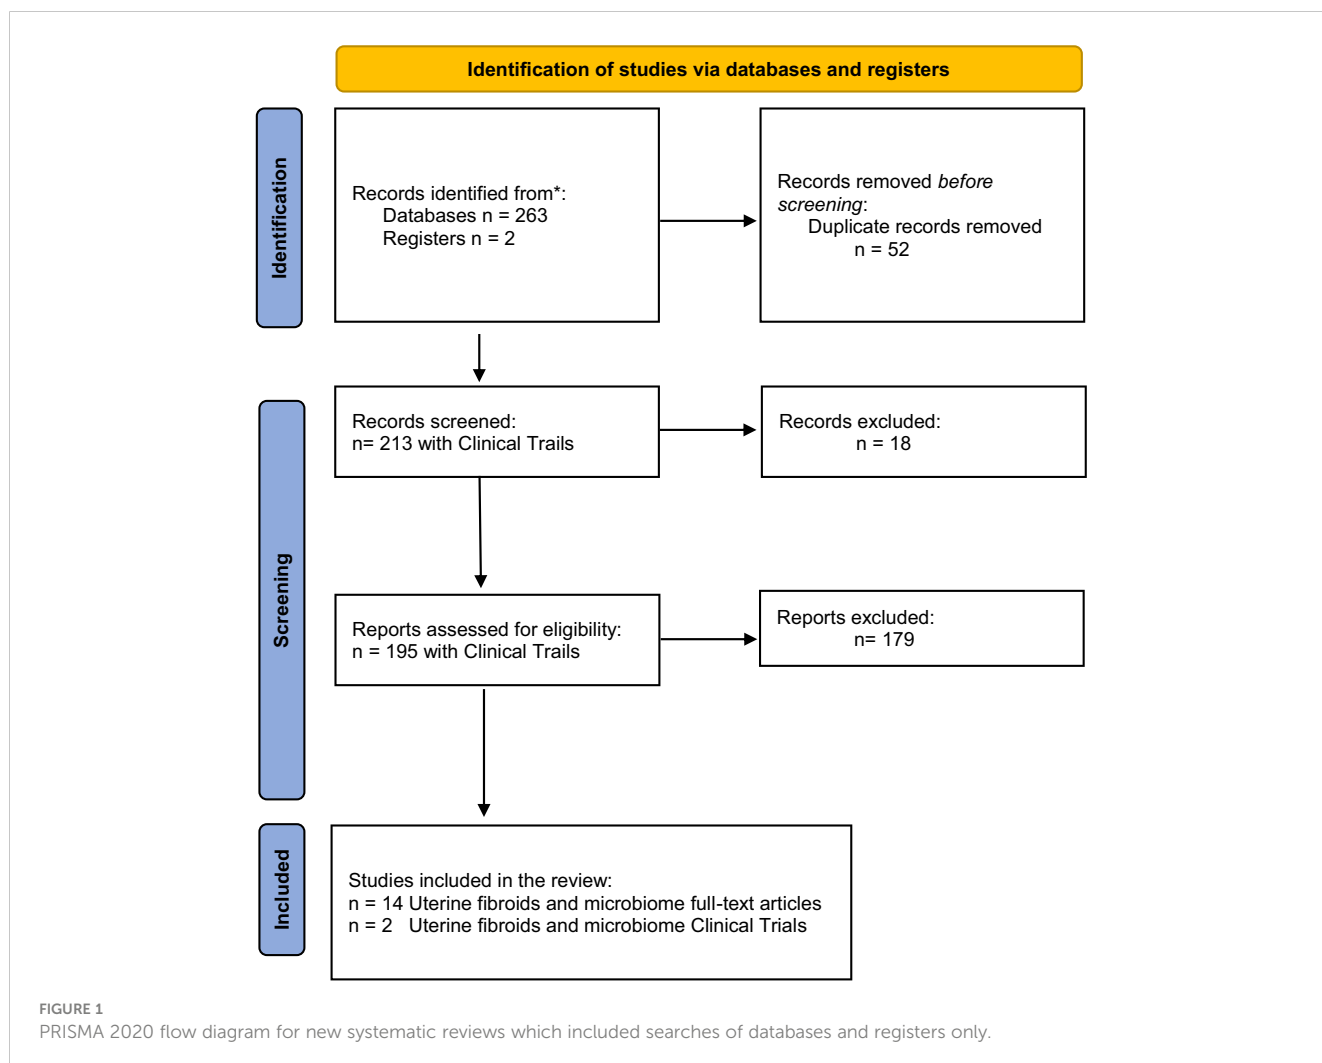 Identification of studies via databases and registers
Identification
Records identified from*:
Databases n = 263
Registers n = 2
Records removed before
screening:
Duplicate records removed
n = 52
Screening
Records screened:
n= 213 with Clinical Trails
Records excluded:
n = 18
Reports assessed for eligibility:
n = 195 with Clinical Trails
Reports excluded:
n= 179
Included
Studies included in the review:
n = 14 Uterine fibroids and microbiome full-text articles
n = 2 Uterine fibroids and microbiome Clinical Trials
FIGURE 1
PRISMA 2020 flow diagram for new systematic reviews which included searches of databases and registers only.